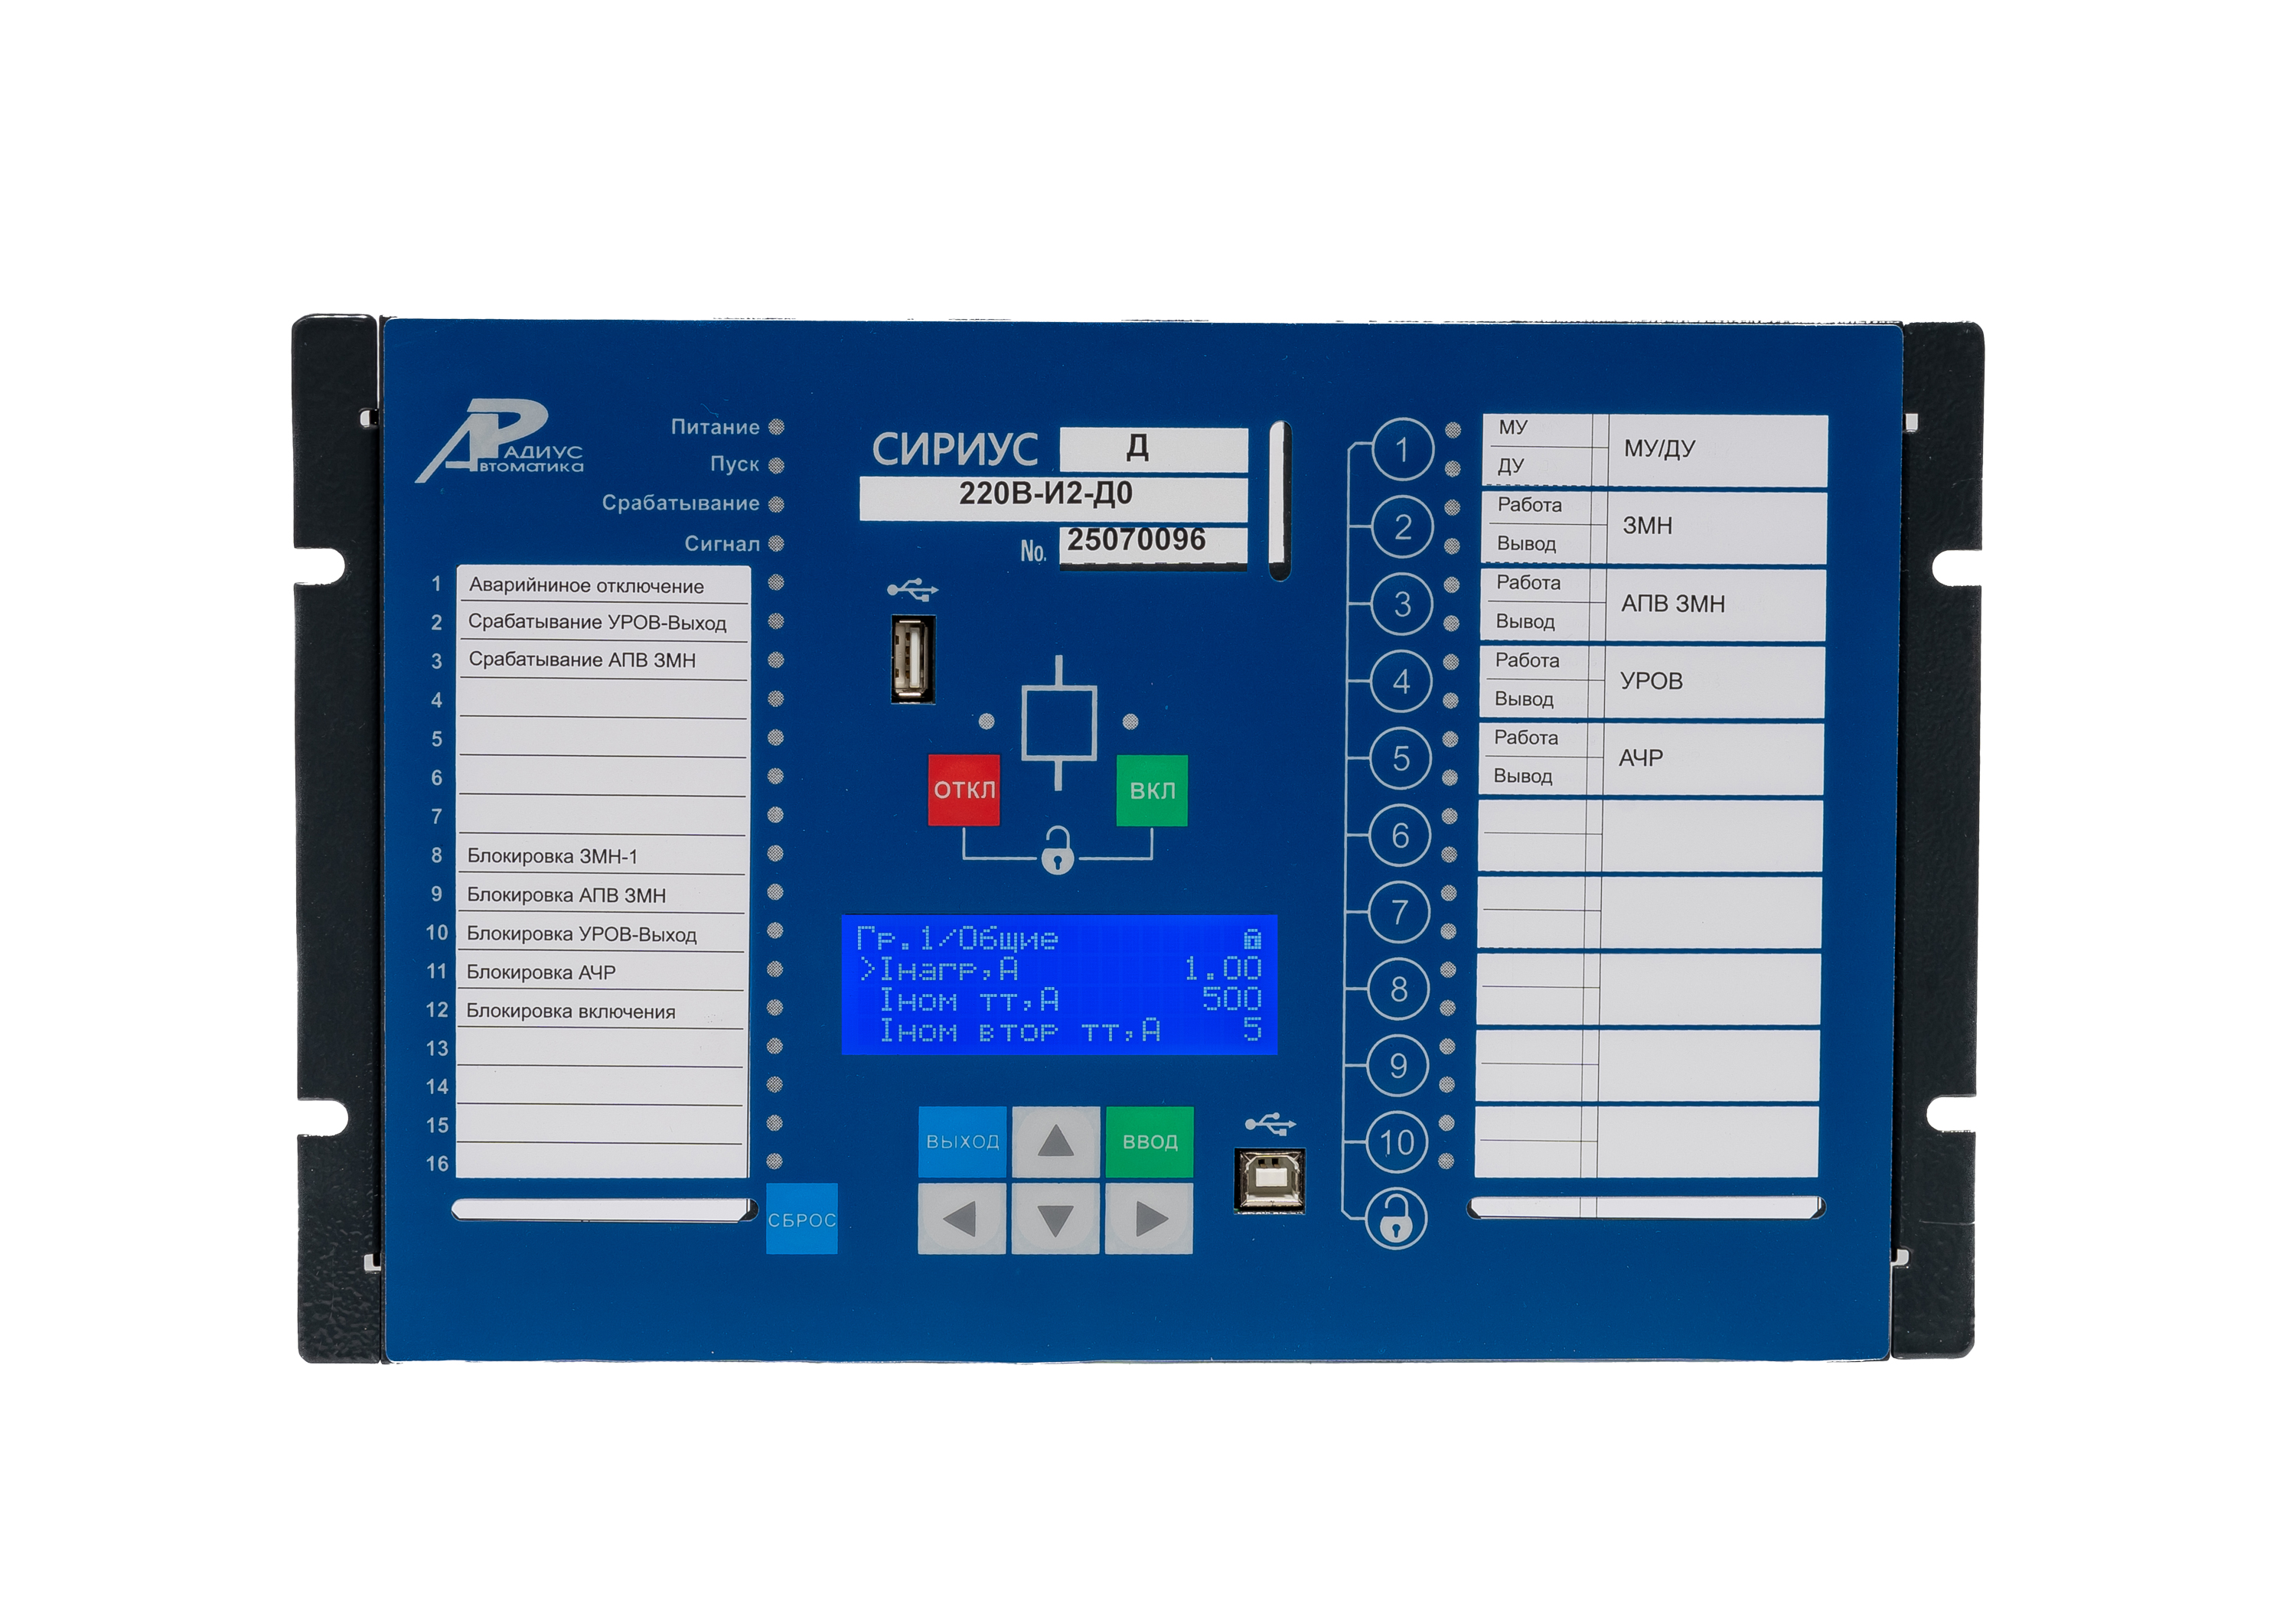 РАДИУС
Автоматика
Питание
Пуск
Срабатывание
Сигнал
1 Аварийниное отключение
2 Срабатывание УРОВ-Выход
3 Срабатывание АПВ ЗМН
4
5
6
7
8 Блокировка ЗМН-1
9 Блокировка АПВ ЗМН
10 Блокировка УРОВ-Выход
11 Блокировка АЧР
12 Блокировка включения
13
14
15
16
СБРОС
СИРИУС Д
220В-И2-Д0
No. 25070096
ОТКЛ ВКЛ
Гр.1/Общие
>Iнагр,А 1.00
Iном тт,А 500
Iном втор тт,А 5
ВЫХОД ВВОД
1 МУ ДУ МУ/ДУ
2 Работа Вывод ЗМН
3 Работа Вывод АПВ ЗМН
4 Работа Вывод УРОВ
5 Работа Вывод АЧР
6
7
8
9
10